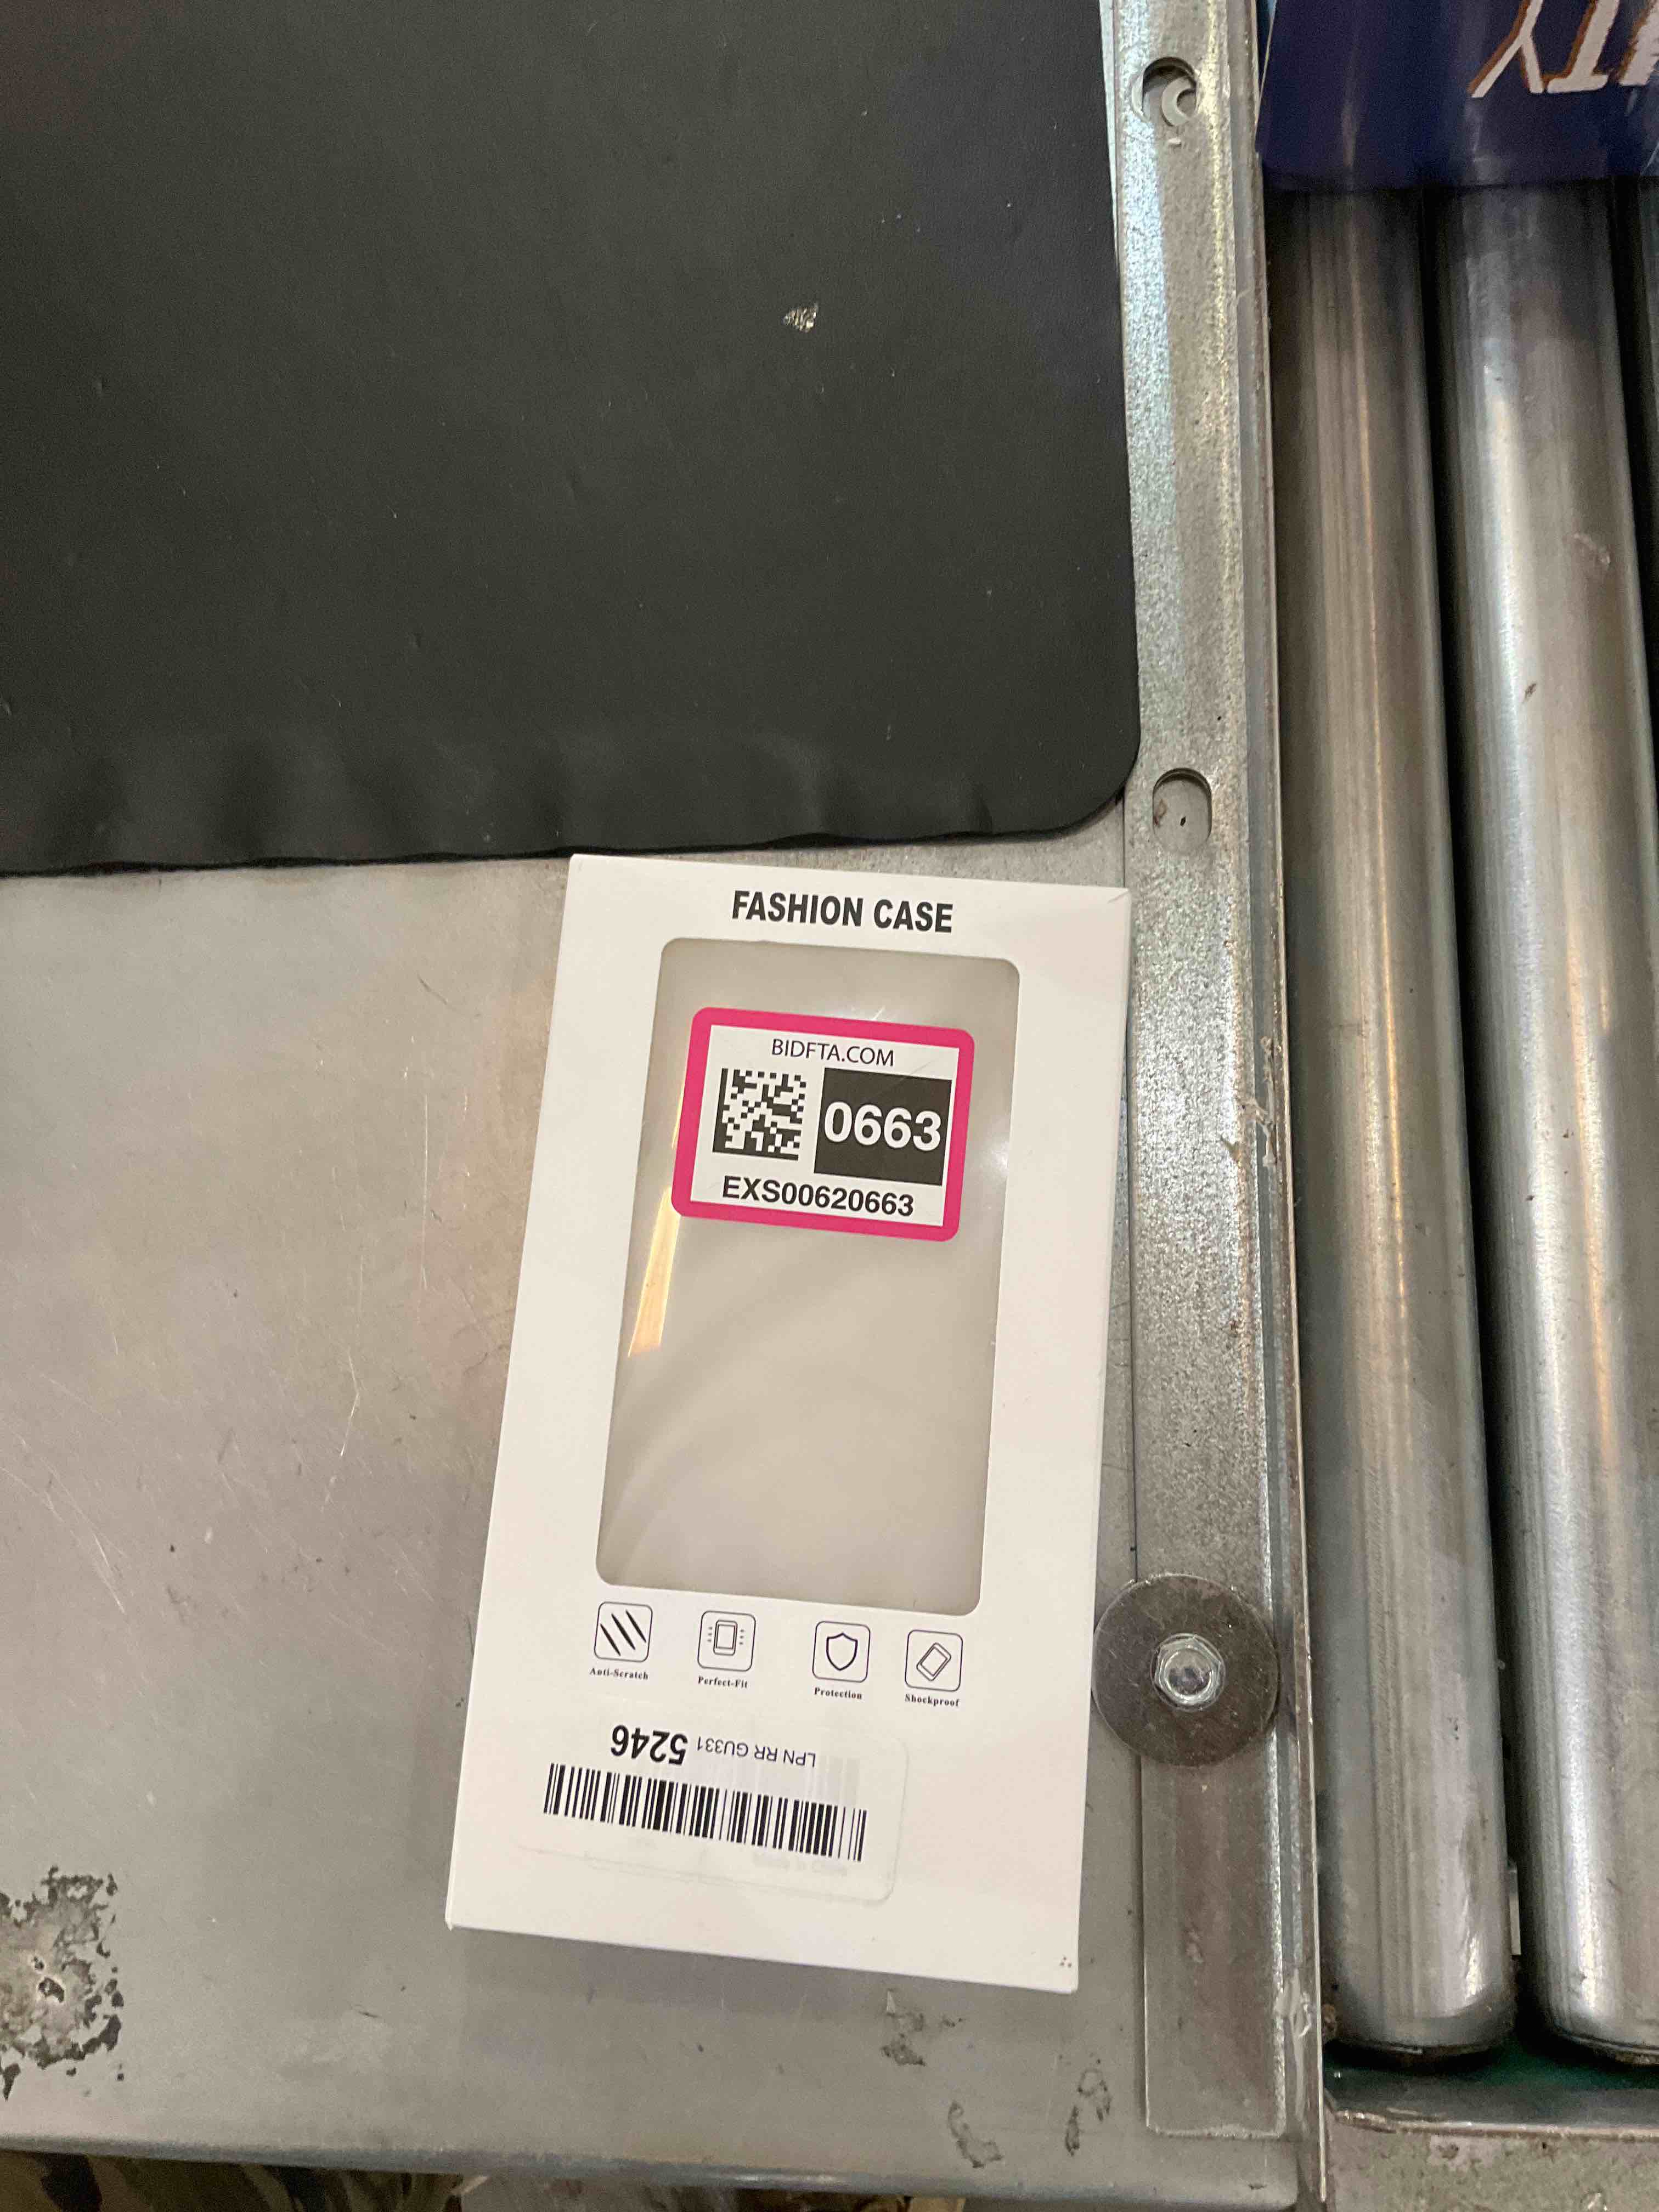 FASHION CASE
BIDFTA.COM
0663
EXS00620663
Anti-Scratch
Perfect-Fit
Protection
Shockproof
LPN RR GU331 5246